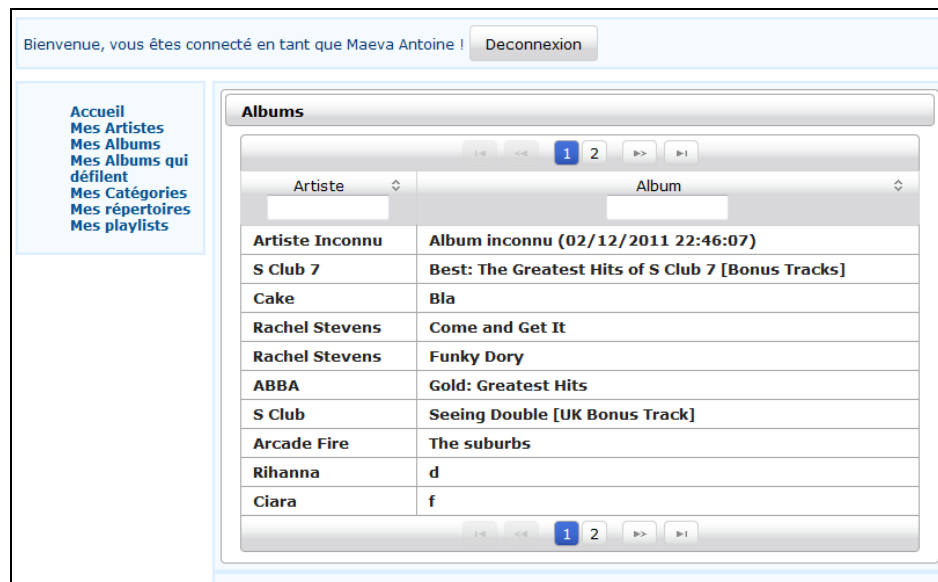 Bienvenue, vous êtes connecté en tant que Maeva Antoine ! Deconnexion
Accueil
Mes Artistes
Mes Albums
Mes Albums qui
défilent
Mes Catégories
Mes répertoires
Mes playlists
Albums
1 2
Artiste Album
Artiste Inconnu Album inconnu (02/12/2011 22:46:07)
S Club 7 Best: The Greatest Hits of S Club 7 [Bonus Tracks]
Cake Bla
Rachel Stevens Come and Get It
Rachel Stevens Funky Dory
ABBA Gold: Greatest Hits
S Club Seeing Double [UK Bonus Track]
Arcade Fire The suburbs
Rihanna d
Ciara f
1 2